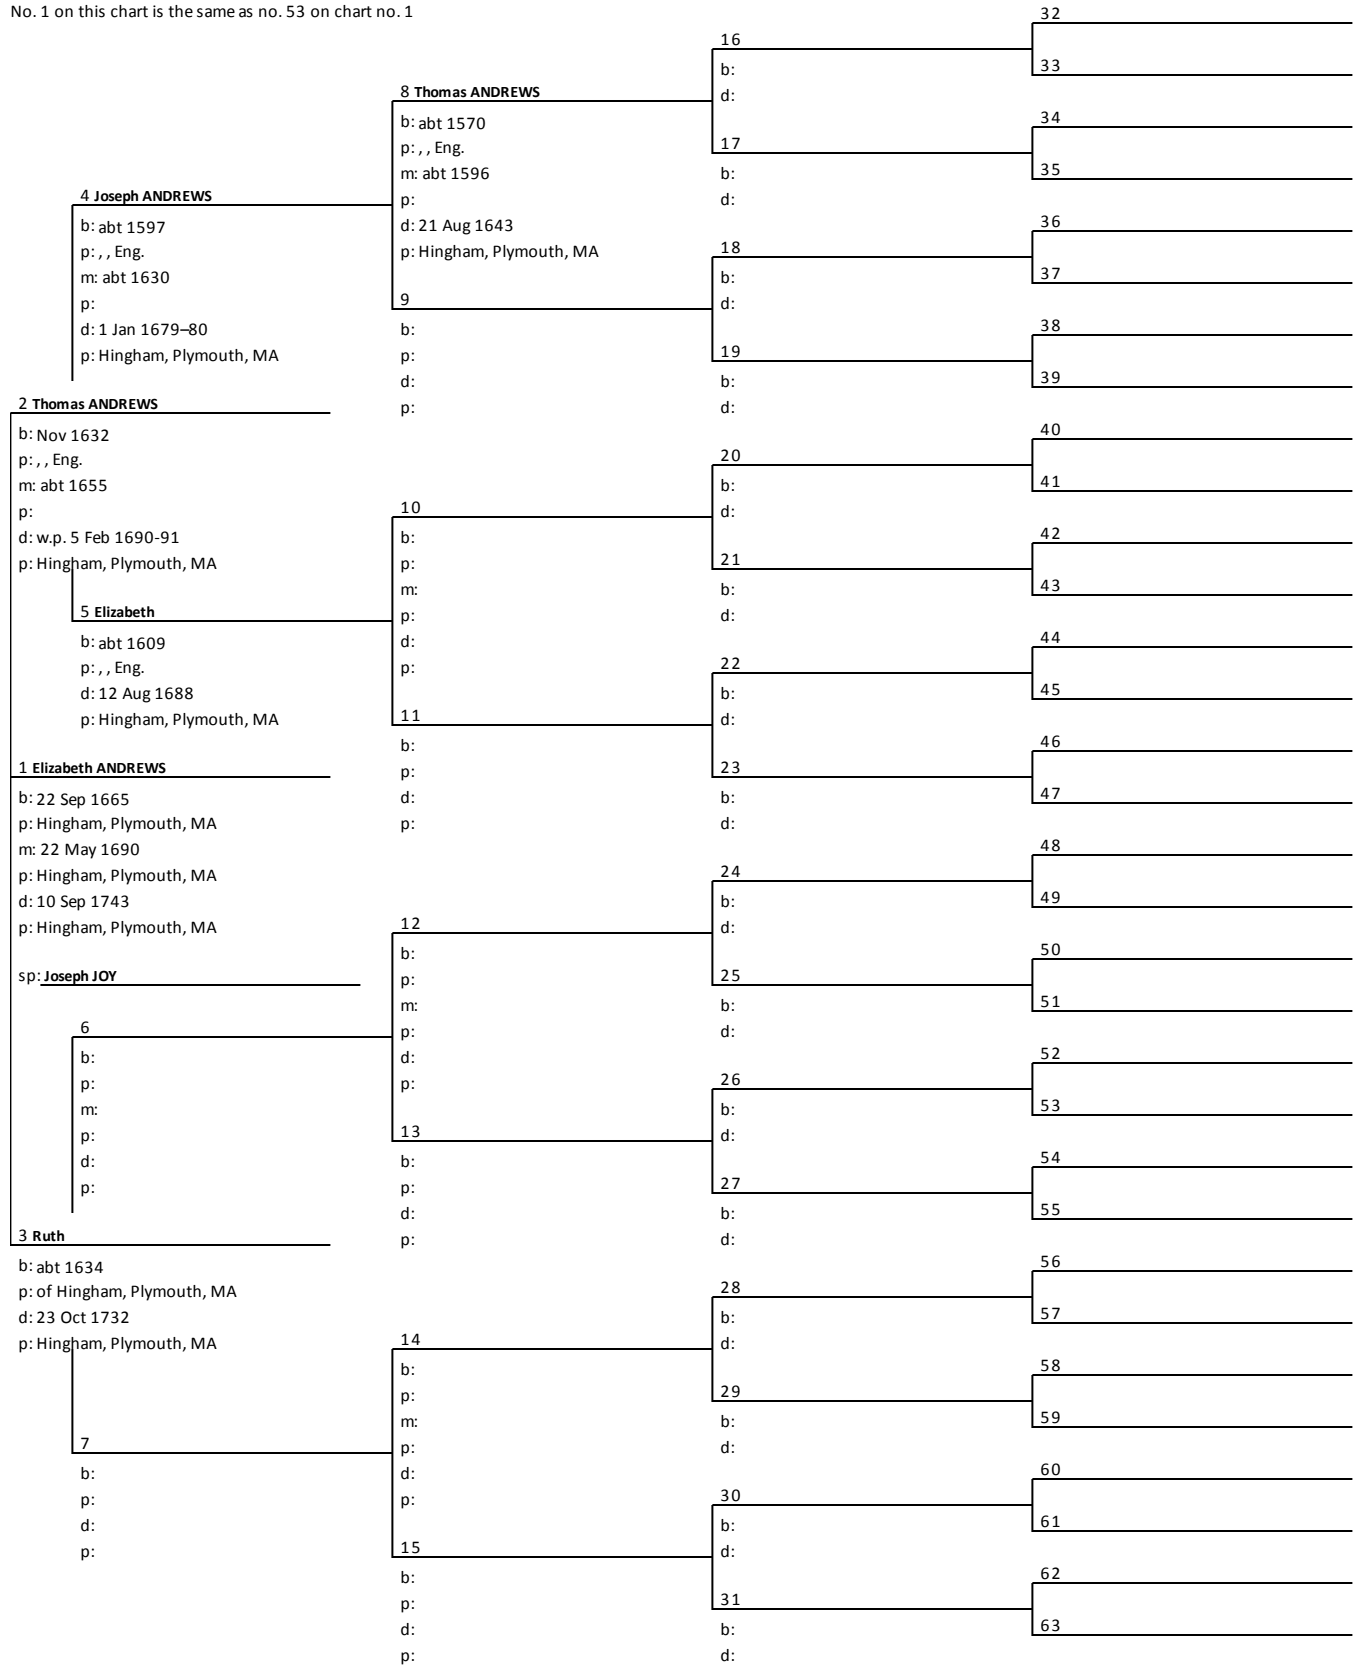 No. 1 on this chart is the same as no. 53 on chart no. 1
4 Joseph ANDREWS
b: abt 1597
p: , , Eng.
m: abt 1630
p:
d: 1 Jan 1679–80
p: Hingham, Plymouth, MA
2 Thomas ANDREWS
b: Nov 1632
p: , , Eng.
m: abt 1655
p:
d: w.p. 5 Feb 1690-91
p: Hingham, Plymouth, MA
5 Elizabeth
b: abt 1609
p: , , Eng.
d: 12 Aug 1688
p: Hingham, Plymouth, MA
1 Elizabeth ANDREWS
b: 22 Sep 1665
p: Hingham, Plymouth, MA
m: 22 May 1690
p: Hingham, Plymouth, MA
d: 10 Sep 1743
p: Hingham, Plymouth, MA
sp: Joseph JOY
6
b:
p:
m:
p:
d:
p:
3 Ruth
b: abt 1634
p: of Hingham, Plymouth, MA
d: 23 Oct 1732
p: Hingham, Plymouth, MA
7
b:
p:
d:
p:
8 Thomas ANDREWS
b: abt 1570
p: , , Eng.
m: abt 1596
p:
d: 21 Aug 1643
p: Hingham, Plymouth, MA
9
b:
p:
d:
p:
10
b:
p:
m:
p:
d:
p:
11
b:
p:
d:
p:
12
b:
p:
m:
p:
d:
p:
13
b:
p:
d:
p:
14
b:
p:
m:
p:
d:
p:
15
b:
p:
d:
p:
16
b:
d:
17
b:
d:
18
b:
d:
19
b:
d:
20
b:
d:
21
b:
d:
22
b:
d:
23
b:
d:
24
b:
d:
25
b:
d:
26
b:
d:
27
b:
d:
28
b:
d:
29
b:
d:
30
b:
d:
31
b:
d:
32
33
34
35
36
37
38
39
40
41
42
43
44
45
46
47
48
49
50
51
52
53
54
55
56
57
58
59
60
61
62
63